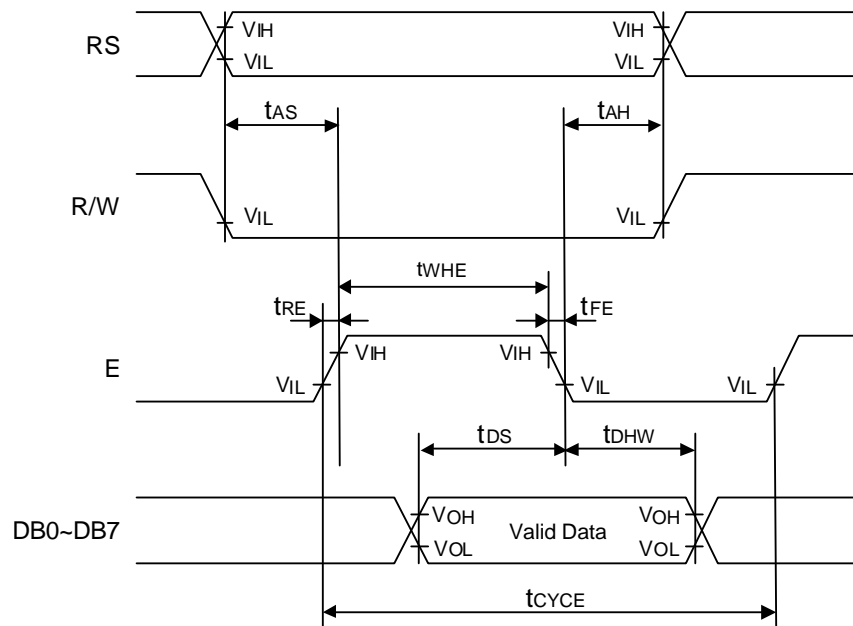 RS
VIH
VIL
VIH
VIL
tAS
tAH
R/W
VIL
VIL
tWHE
tRE
tFE
E
VIH
VIH
VIL
VIL
VIL
tDS
tDHW
DB0~DB7
VOH
VOL
Valid Data
VOH
VOL
tCYCE